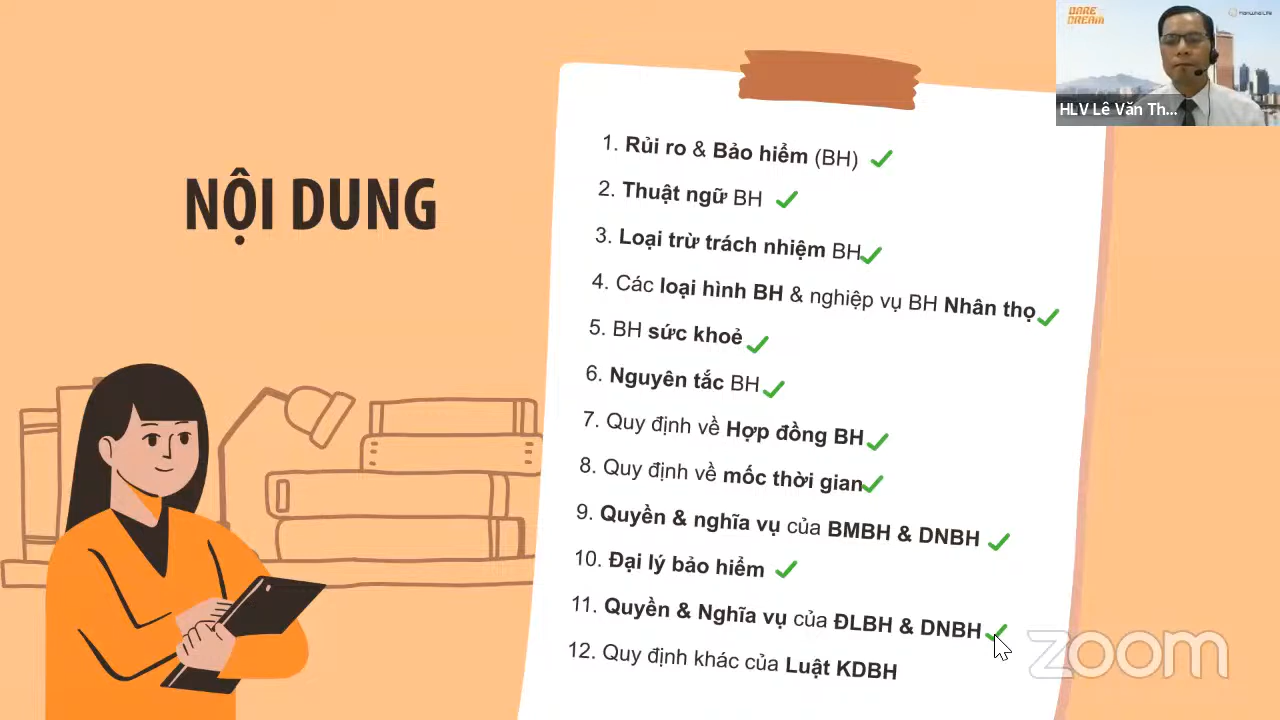 DARE
DREAM
Hanwha Life
HLV Lê Văn Th...
NỘI DUNG
1. Rủi ro & Bảo hiểm (BH)
2. Thuật ngữ BH
3. Loại trừ trách nhiệm BH
4. Các loại hình BH & nghiệp vụ BH Nhân thọ
5. BH sức khoẻ
6. Nguyên tắc BH
7. Quy định về Hợp đồng BH
8. Quy định về mốc thời gian
9. Quyền & nghĩa vụ của BMBH & DNBH
10. Đại lý bảo hiểm
11. Quyền & Nghĩa vụ của ĐLBH & DNBH
12. Quy định khác của Luật KDBH
zoom